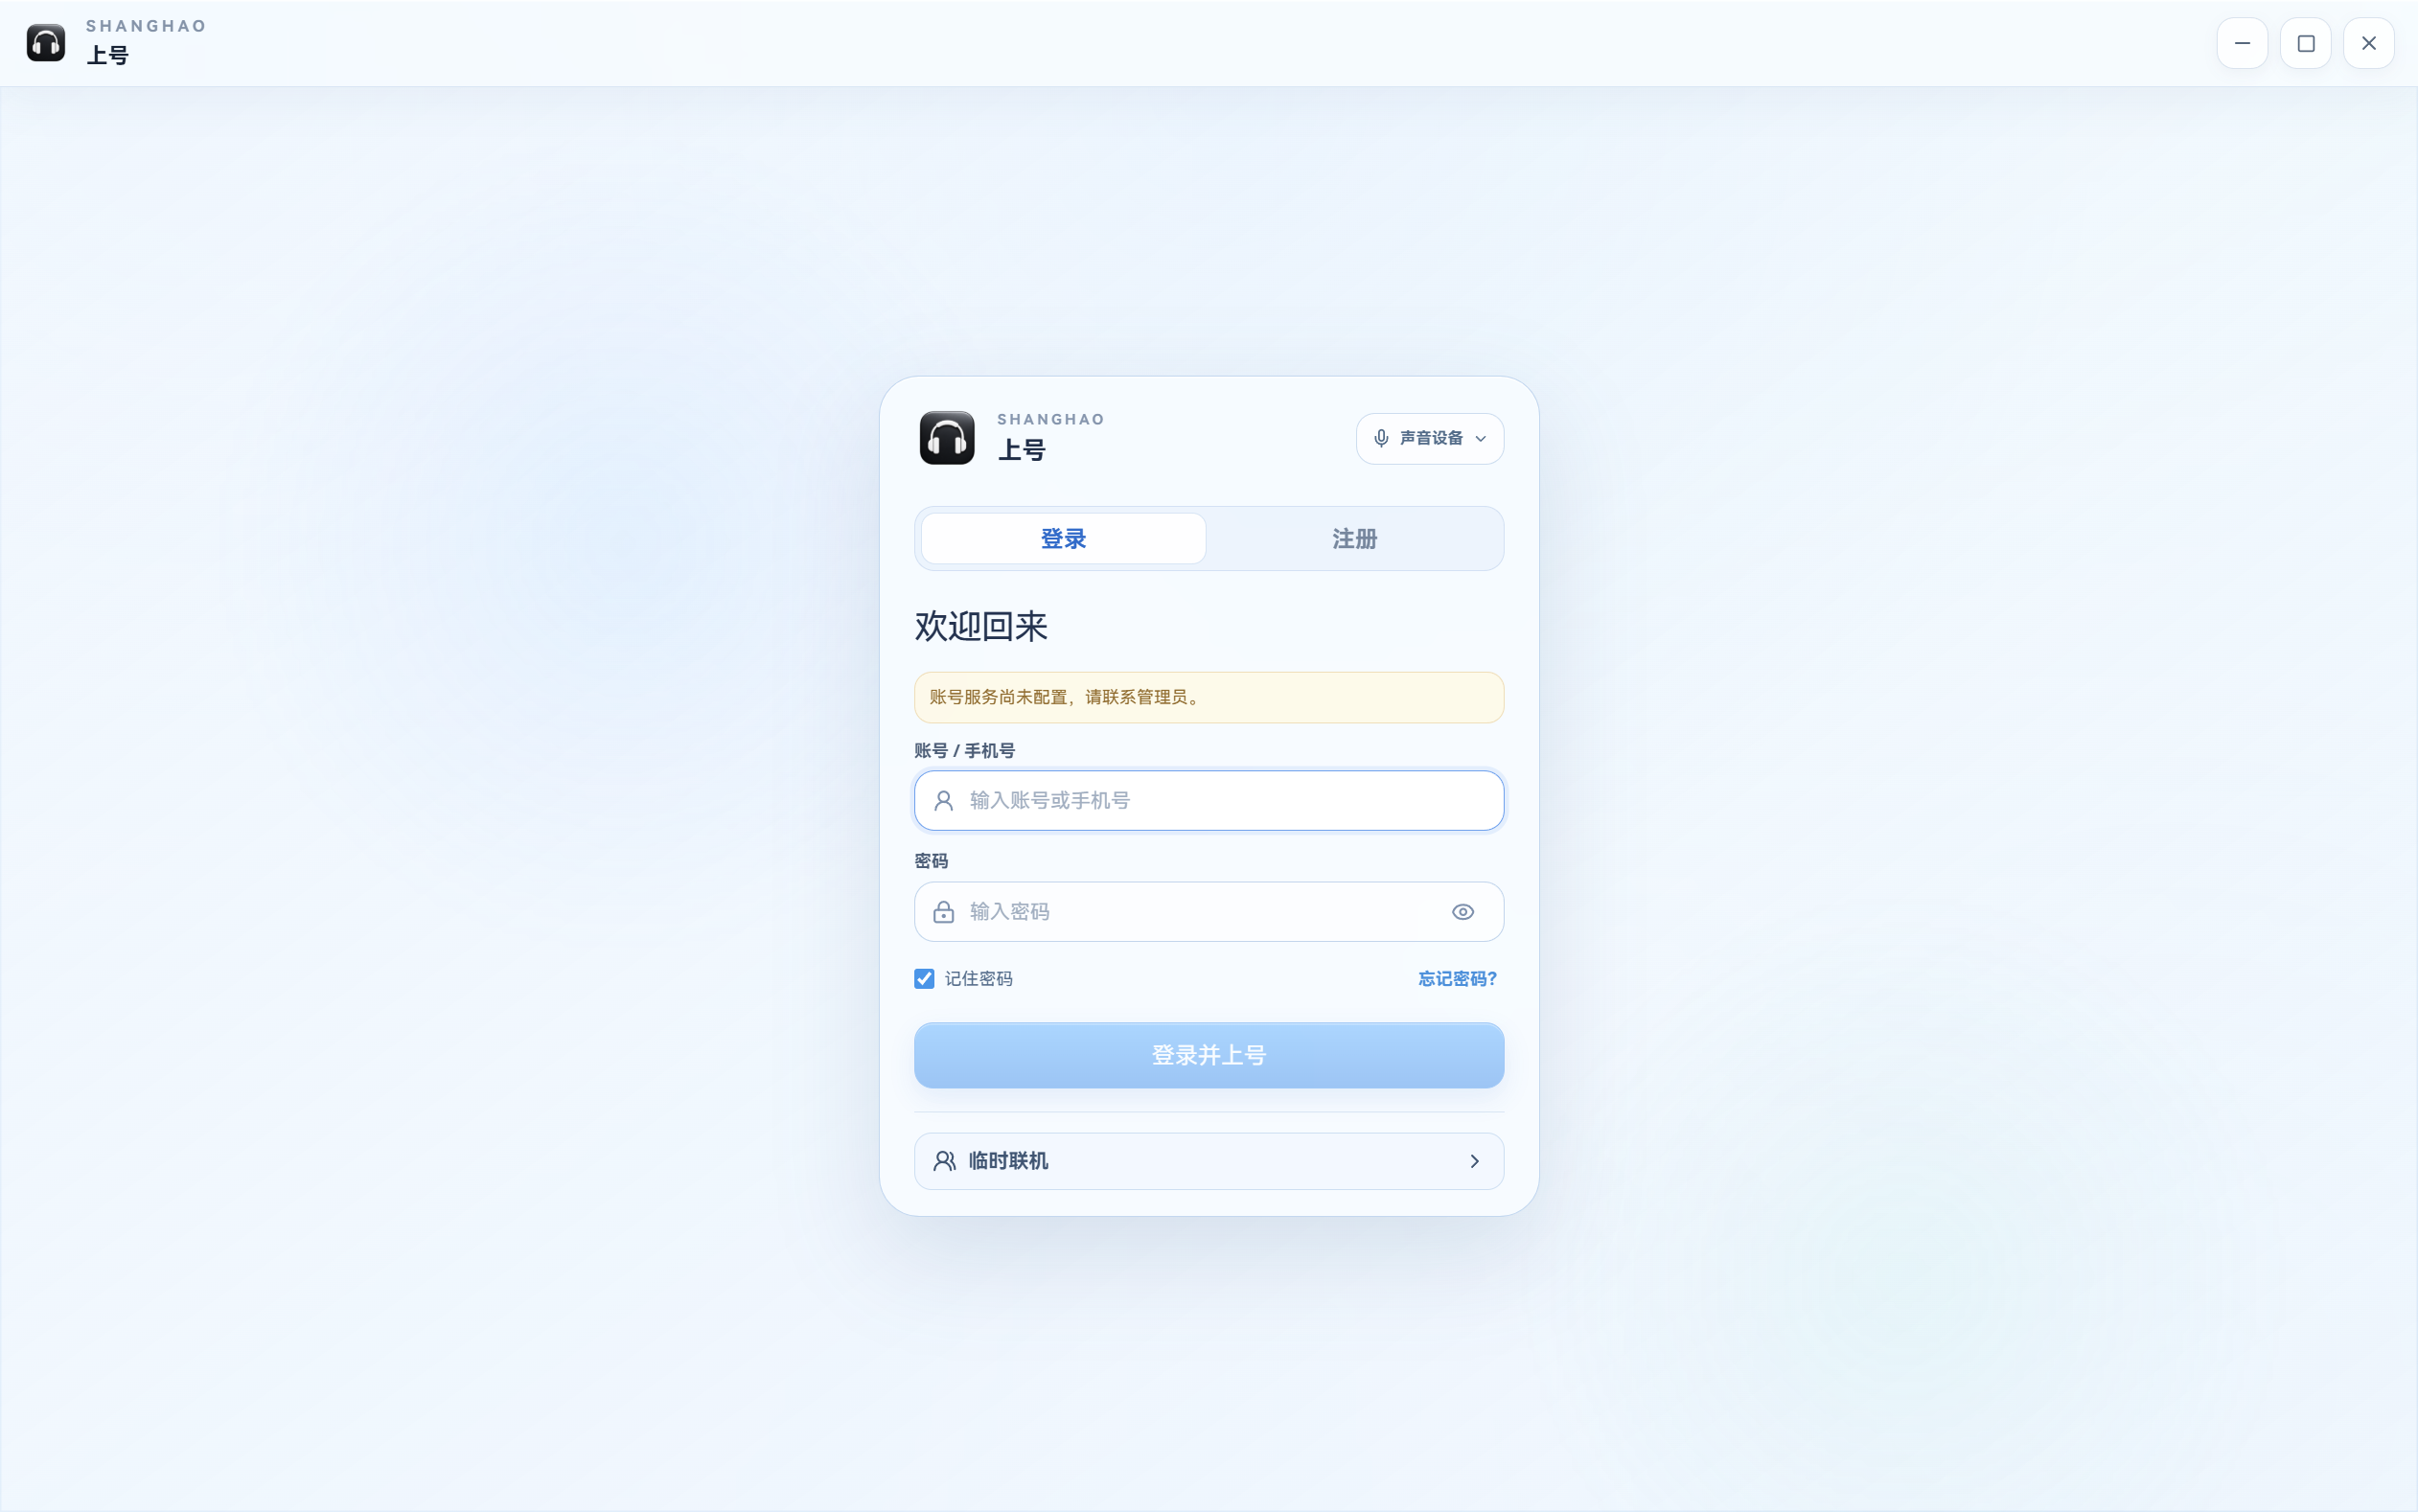 SHANGHAO
上号
SHANGHAO
上号
声音设备
登录
注册
欢迎回来
账号服务尚未配置，请联系管理员。
账号 / 手机号
输入账号或手机号
密码
输入密码
记住密码
忘记密码?
登录并上号
临时联机